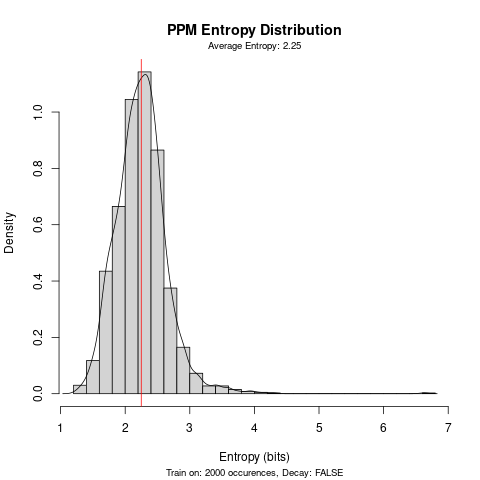 PPM Entropy Distribution
Average Entropy: 2.25
Density
0.0 0.2 0.4 0.6 0.8 1.0
1 2 3 4 5 6 7
Entropy (bits)
Train on: 2000 occurences, Decay: FALSE